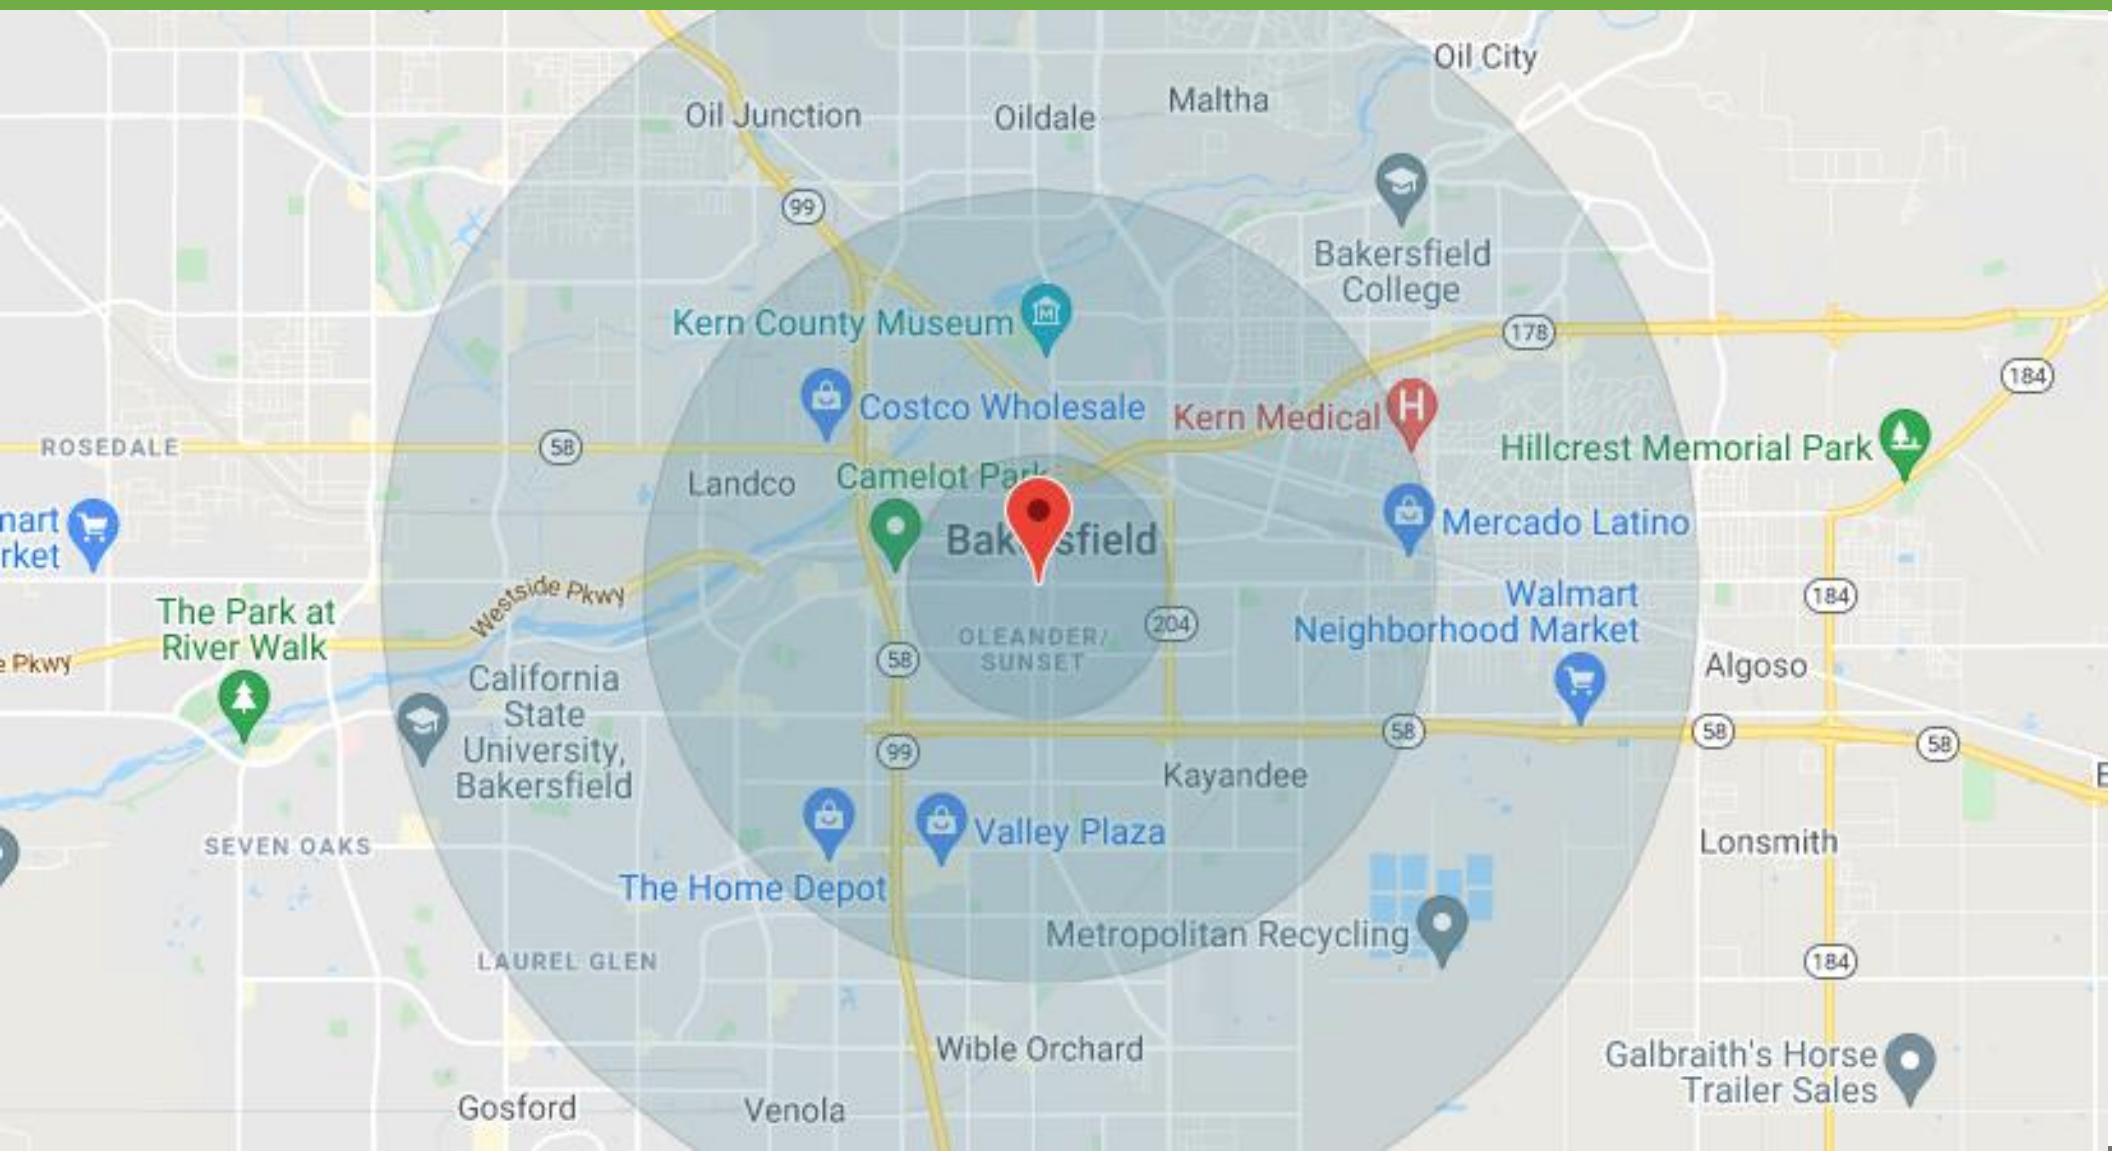 Oil City
Maltha
Oil Junction
Oildale
99
Bakersfield
College
Kern County Museum
178
184
Costco Wholesale
Kern Medical
ROSEDALE
58
Hillcrest Memorial Park
Landco
Camelot Park
Mercado Latino
Westside Pkwy
The Park at
River Walk
184
Walmart
Neighborhood Market
204
OLEANDER/
SUNSET
58
Pkwy
California
State
University,
Bakersfield
Algoso
58
58
58
99
Kayandee
Valley Plaza
SEVEN OAKS
Lonsmith
The Home Depot
Metropolitan Recycling
LAUREL GLEN
184
Wible Orchard
Galbraith's Horse
Trailer Sales
Gosford
Venola